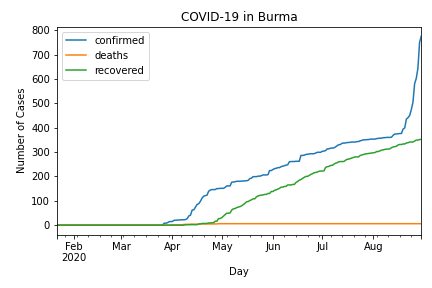 COVID-19 in Burma
confirmed
deaths
recovered
Number of Cases
800
700
600
500
400
300
200
100
0
Feb Mar Apr May Jun Jul Aug
2020
Day